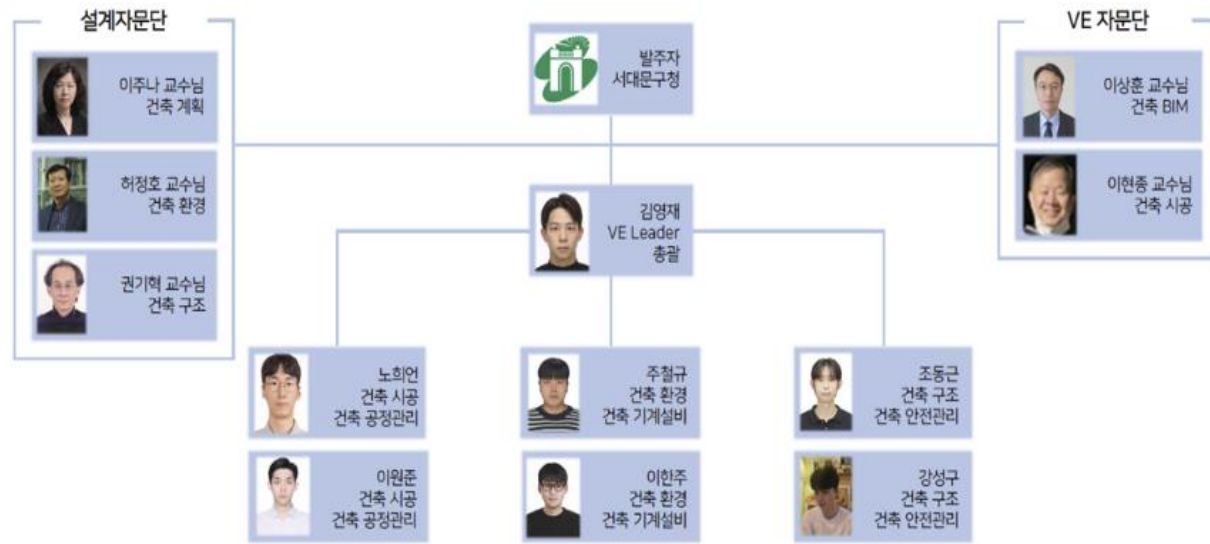 설계자문단
이주나 교수님
건축 계획
허정호 교수님
건축 환경
권기혁 교수님
건축 구조
발주자
서대문구청
VE 자문단
이상훈 교수님
건축 BIM
이현종 교수님
건축 시공
김영재
VE Leader
총괄
노희언
건축 시공
건축 공정관리
주철규
건축 환경
건축 기계설비
조동근
건축 구조
건축 안전관리
이원준
건축 시공
건축 공정관리
이한주
건축 환경
건축 기계설비
강성구
건축 구조
건축 안전관리